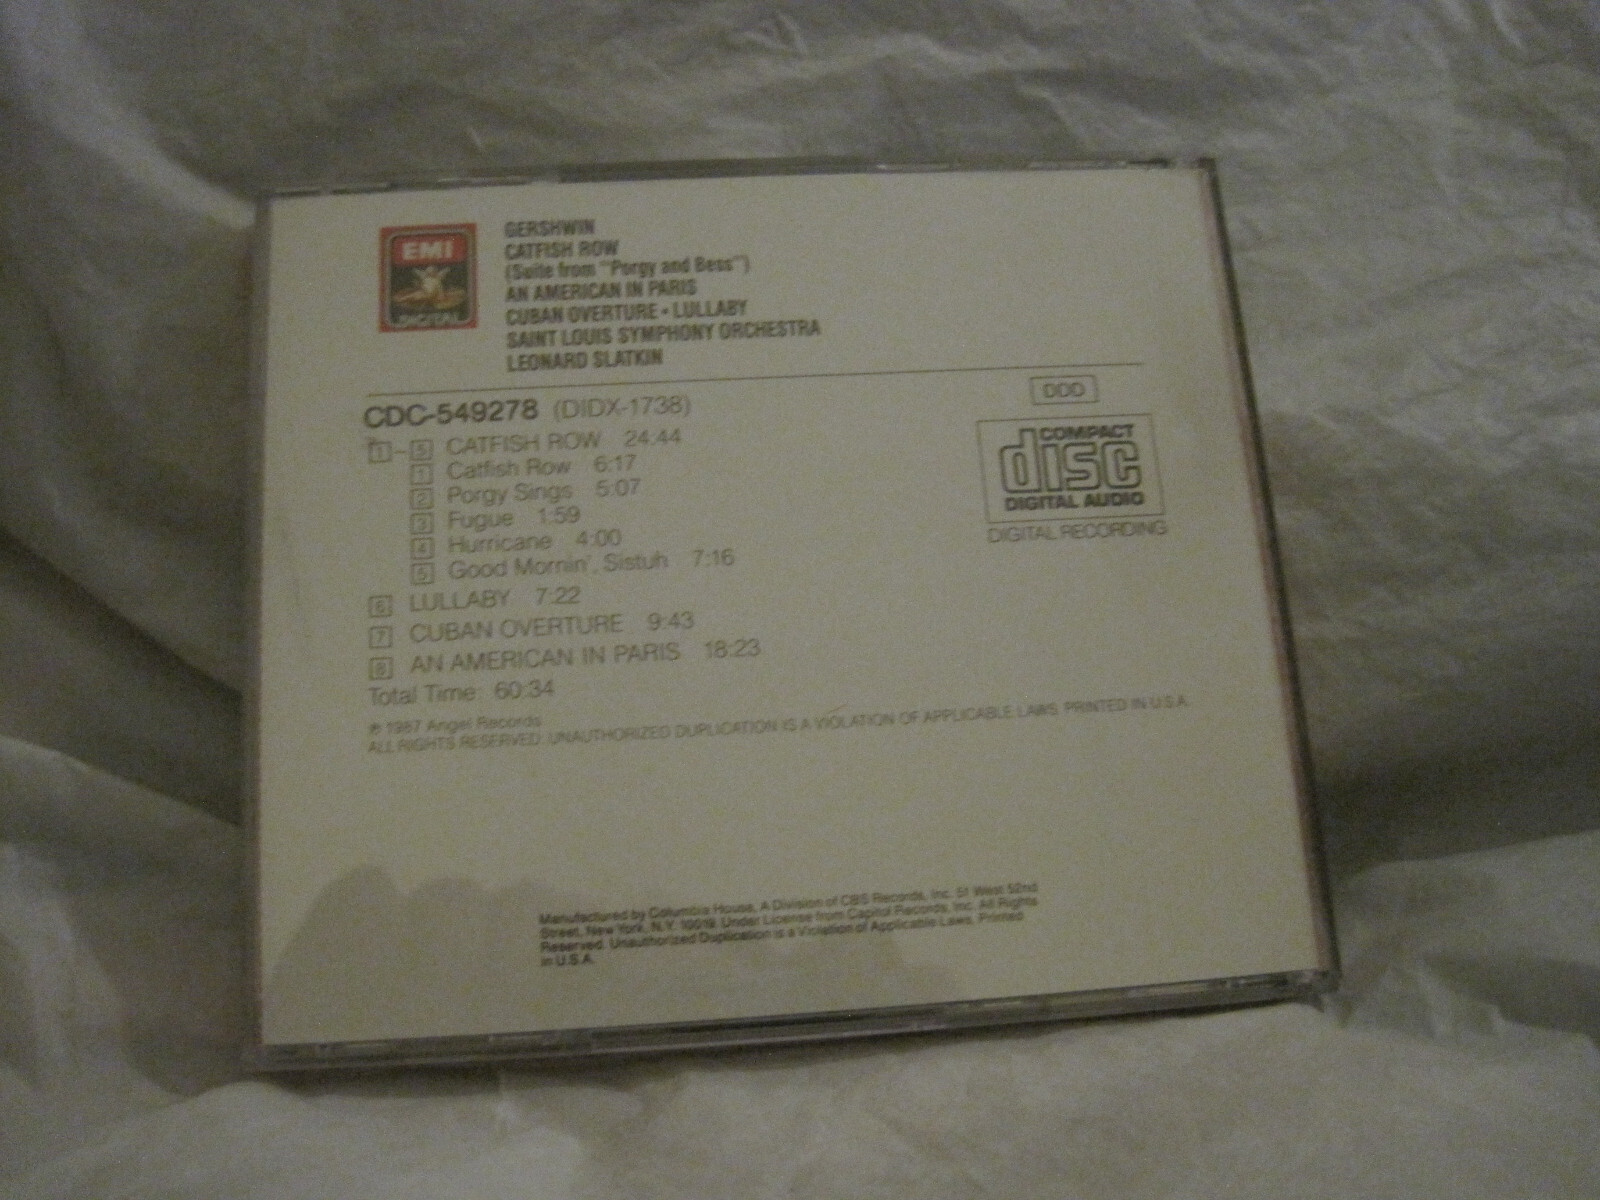 EMI
DIGITAL
GERSHWIN
CATFISH ROW
(Suite from "Porgy and Bess")
AN AMERICAN IN PARIS
CUBAN OVERTURE • LULLABY
SAINT LOUIS SYMPHONY ORCHESTRA
LEONARD SLATKIN
CDC-549278 (DIDX-1738)
DDD
1-5 CATFISH ROW 24:44
1 Catfish Row 6:17
2 Porgy Sings 5:07
3 Fugue 1:59
4 Hurricane 4:00
5 Good Mornin', Sistuh 7:16
6 LULLABY 7:22
7 CUBAN OVERTURE 9:43
8 AN AMERICAN IN PARIS 18:23
Total Time: 60:34
COMPACT
disc
DIGITAL AUDIO
DIGITAL RECORDING
℗ 1987 Angel Records
ALL RIGHTS RESERVED. UNAUTHORIZED DUPLICATION IS A VIOLATION OF APPLICABLE LAWS. PRINTED IN U.S.A.
Manufactured by Columbia House, A Division of CBS Records, Inc. 51 West 52nd
Street, New York, N.Y. 10019. Under License from Capitol Records, Inc. All Rights
Reserved. Unauthorized Duplication is a Violation of Applicable Laws. Printed
in U.S.A.